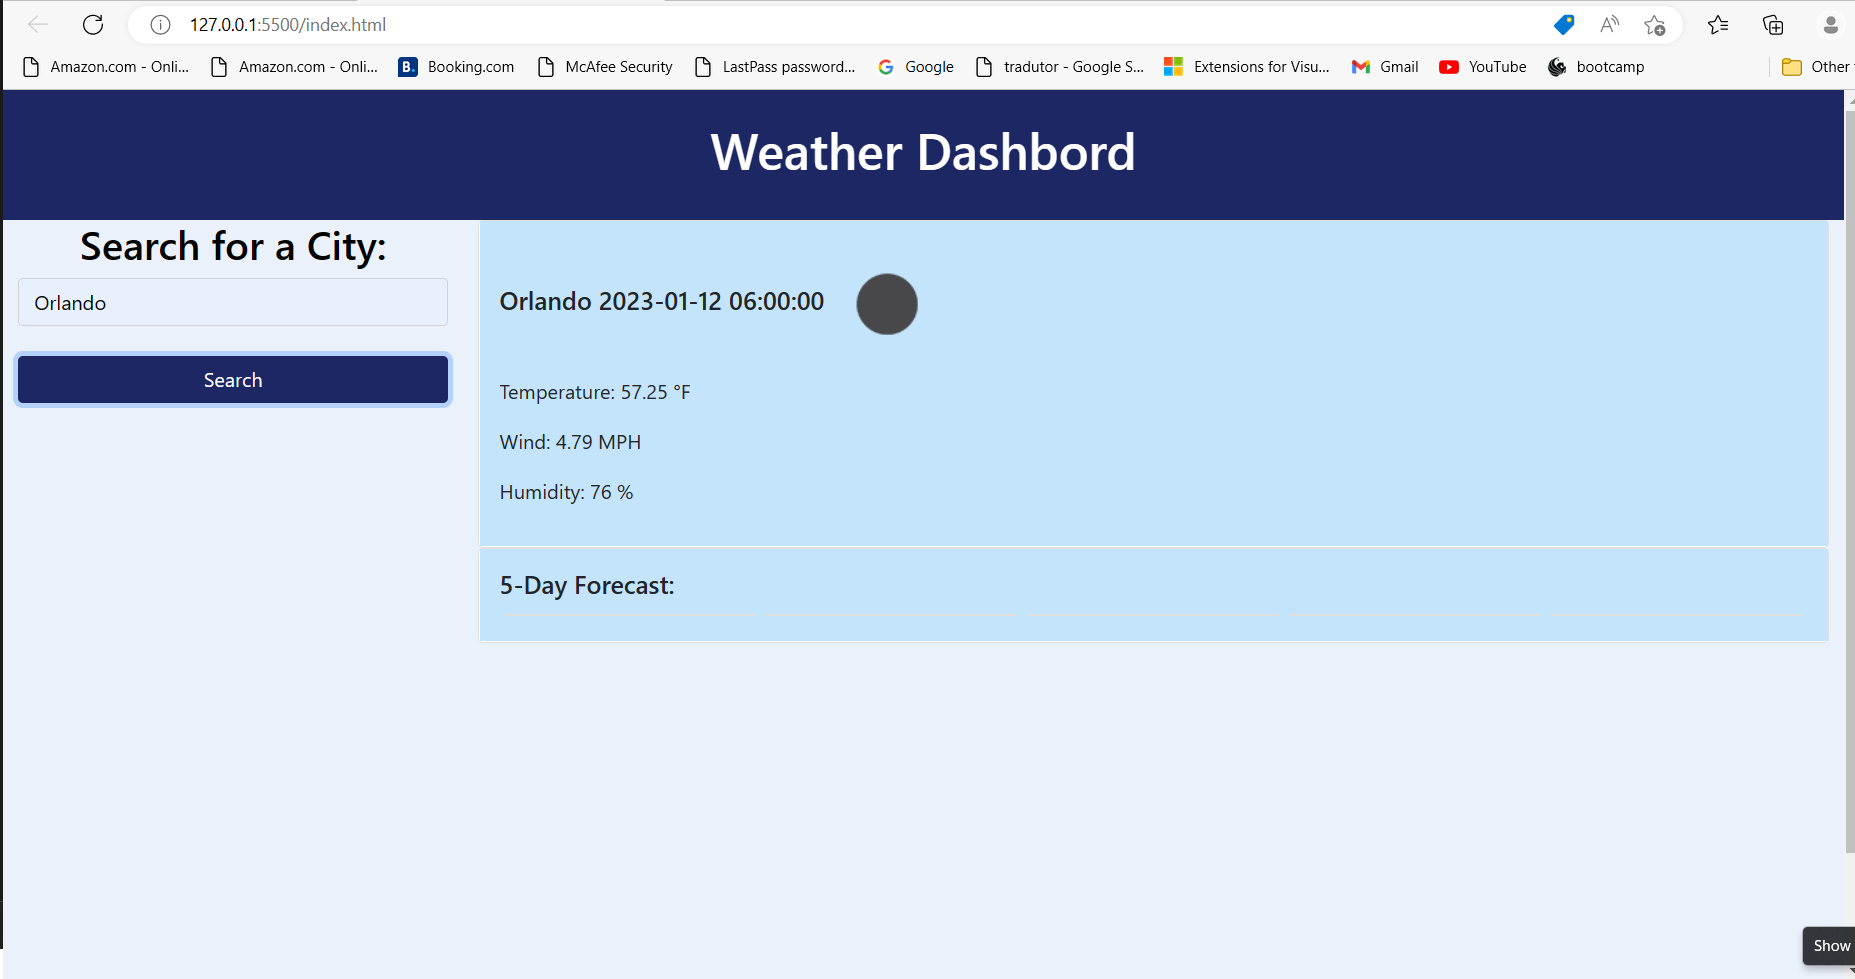 127.0.0.1:5500/index.html
Amazon.com - Onli... Amazon.com - Onli... B. Booking.com McAfee Security LastPass password... Google tradutor - Google S... Extensions for Visu... Gmail YouTube bootcamp Other
Weather Dashbord
Search for a City:
Orlando
Search
Orlando 2023-01-12 06:00:00
Temperature: 57.25 °F
Wind: 4.79 MPH
Humidity: 76 %
5-Day Forecast:
Show